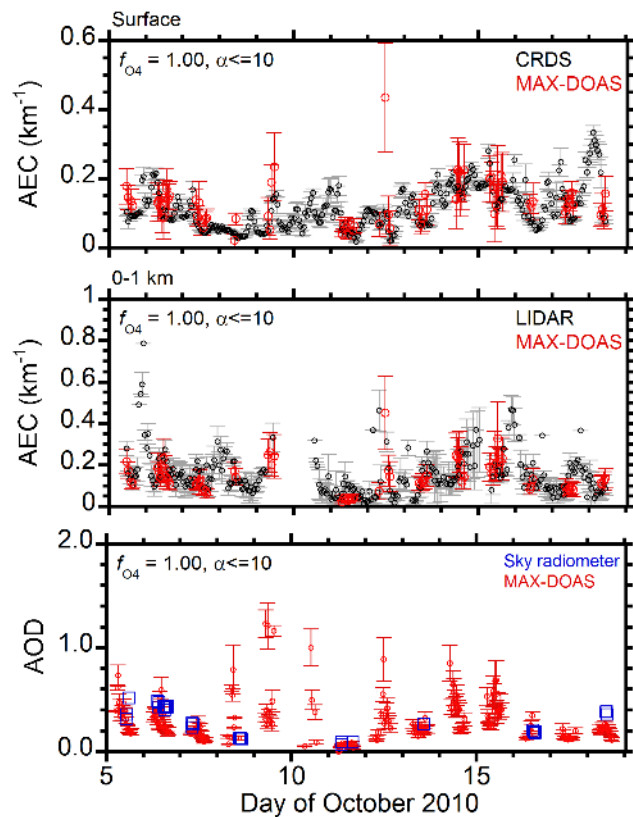 Surface
0.6
0.4
0.2
0
AEC (km⁻¹)
fO4 = 1.00, α<=10
CRDS
MAX-DOAS
0-1 km
1
0.8
0.6
0.4
0.2
0
AEC (km⁻¹)
fO4 = 1.00, α<=10
LIDAR
MAX-DOAS
2.0
1.0
0.0
AOD
fO4 = 1.00, α<=10
Sky radiometer
MAX-DOAS
5 10 15
Day of October 2010